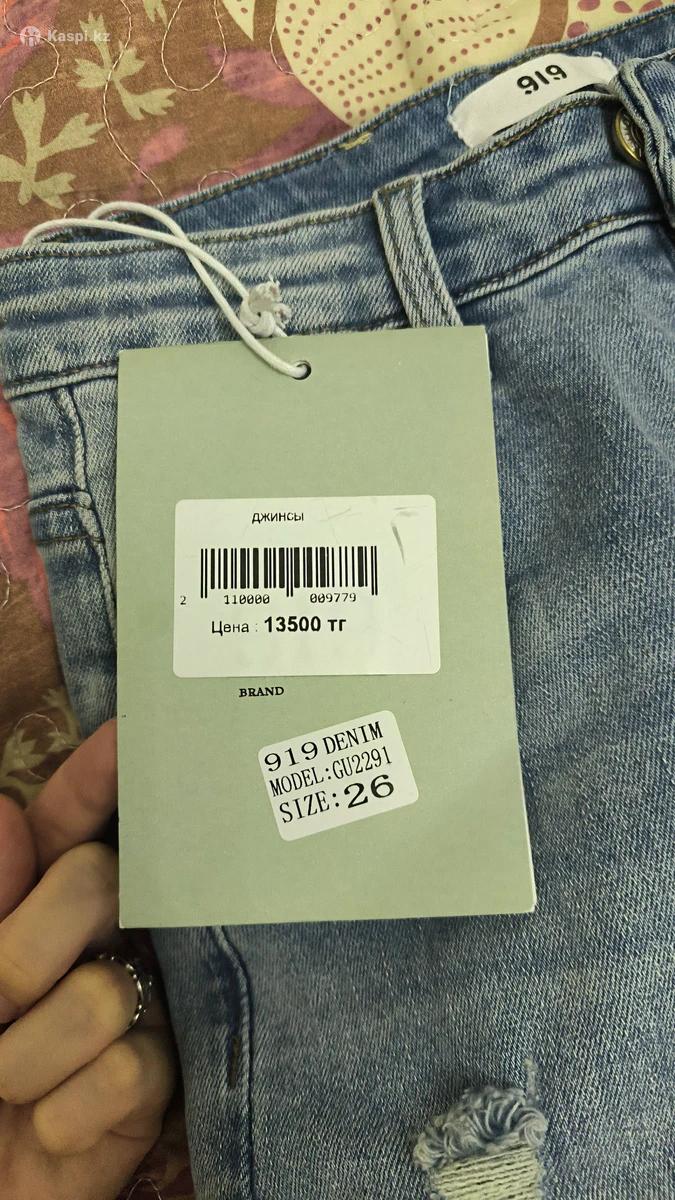 Kaspi.kz
919
джинсы
2 110000 009779
Цена : 13500 тг
BRAND
919 DENIM
MODEL:GU2291
SIZE:26